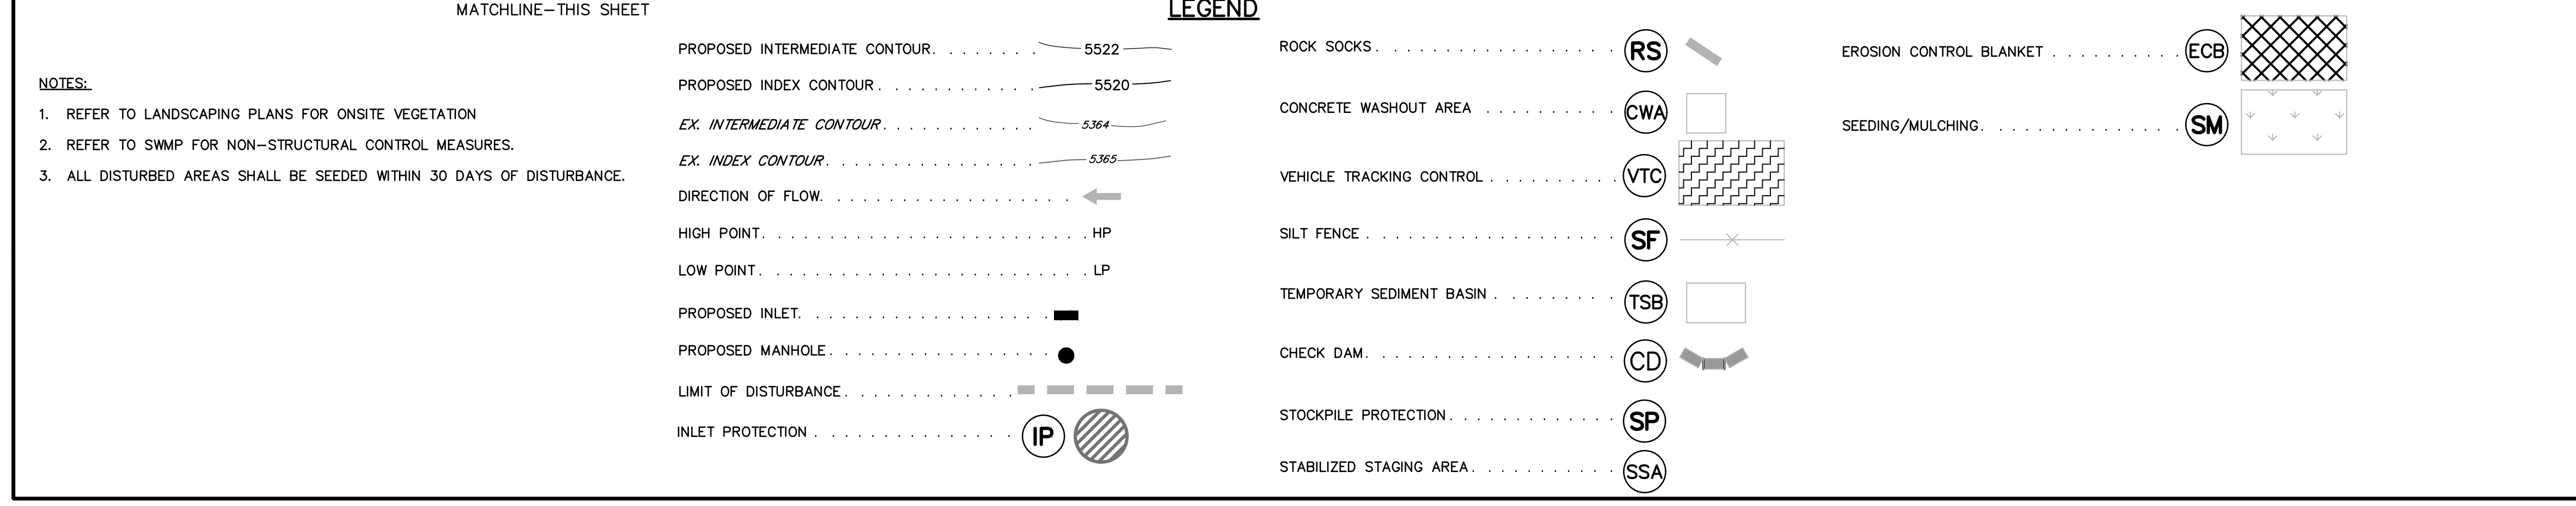 MATCHLINE-THIS SHEET
LEGEND
NOTES:
1. REFER TO LANDSCAPING PLANS FOR ONSITE VEGETATION
2. REFER TO SWMP FOR NON-STRUCTURAL CONTROL MEASURES.
3. ALL DISTURBED AREAS SHALL BE SEEDED WITHIN 30 DAYS OF DISTURBANCE.
PROPOSED INTERMEDIATE CONTOUR. . . . . . . 5522
PROPOSED INDEX CONTOUR . . . . . . . . . . . . 5520
EX. INTERMEDIATE CONTOUR . . . . . . . . . . . 5364
EX. INDEX CONTOUR . . . . . . . . . . . . . . . . 5365
DIRECTION OF FLOW. . . . . . . . . . . . . . . . . . .
HIGH POINT. . . . . . . . . . . . . . . . . . . . . . . . HP
LOW POINT . . . . . . . . . . . . . . . . . . . . . . . . LP
PROPOSED INLET. . . . . . . . . . . . . . . . . . .
PROPOSED MANHOLE . . . . . . . . . . . . . . . . .
LIMIT OF DISTURBANCE . . . . . . . . . . . . .
INLET PROTECTION . . . . . . . . . . . . . . . IP
ROCK SOCKS . . . . . . . . . . . . . . . . . . RS
CONCRETE WASHOUT AREA . . . . . . . . . . CWA
VEHICLE TRACKING CONTROL . . . . . . . . . . VTC
SILT FENCE . . . . . . . . . . . . . . . . . . . SF
TEMPORARY SEDIMENT BASIN . . . . . . . . . TSB
CHECK DAM . . . . . . . . . . . . . . . . . . . CD
STOCKPILE PROTECTION . . . . . . . . . . . . . SP
STABILIZED STAGING AREA . . . . . . . . . . . SSA
EROSION CONTROL BLANKET . . . . . . . . . . ECB
SEEDING/MULCHING. . . . . . . . . . . . . . . SM